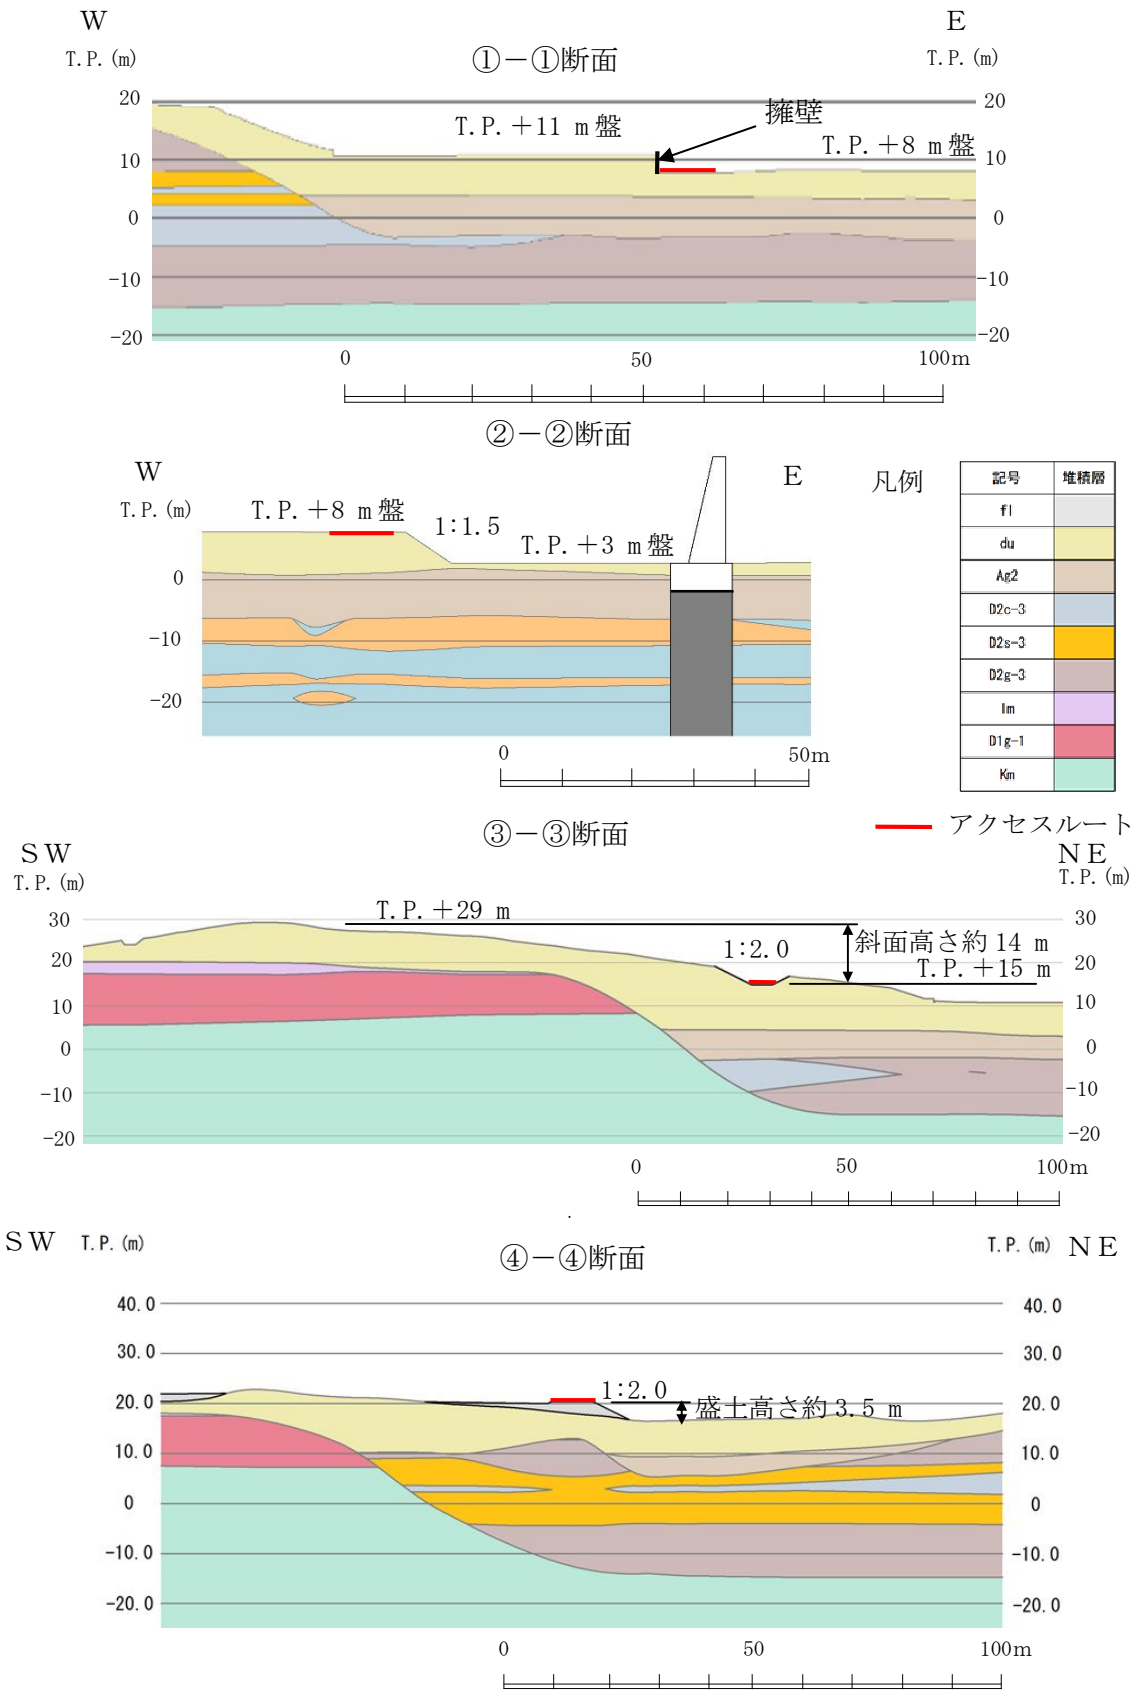 W
E
T.P.(m)
①－①断面
T.P.(m)
20
20
擁壁
T.P.＋11 m盤
T.P.＋8 m盤
10
10
0
0
−10
−10
−20
−20
0
50
100m
②－②断面
W
E
凡例
T.P.(m)
T.P.＋8 m盤
1:1.5
T.P.＋3 m盤
0
−10
−20
0
50m
記号
堆積層
fl
du
Ag2
D2c-3
D2s-3
D2g-3
lm
D1g-1
Km
アクセスルート
③－③断面
SW
NE
T.P.(m)
T.P.(m)
T.P.＋29 m
30
30
1:2.0
斜面高さ約14 m
T.P.＋15 m
20
20
10
10
0
0
−10
−10
−20
−20
0
50
100m
SW
T.P.(m)
④－④断面
T.P.(m)
NE
40.0
40.0
30.0
30.0
1:2.0
盛土高さ約3.5 m
20.0
20.0
10.0
10.0
0
0
-10.0
-10.0
-20.0
-20.0
0
50
100m